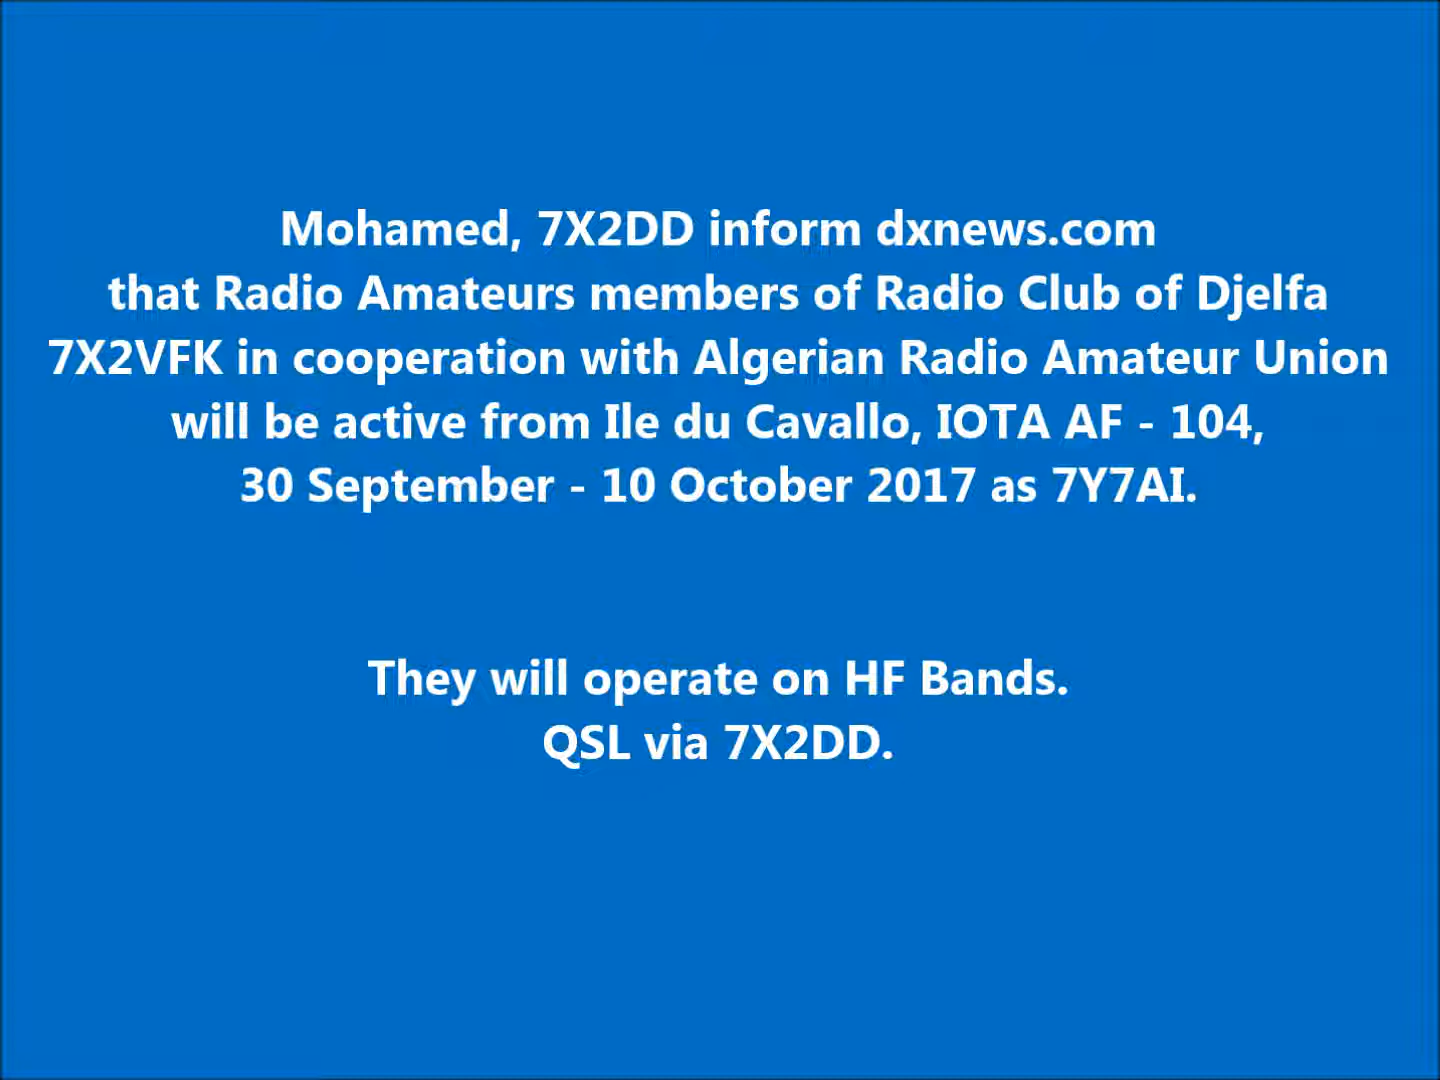 Mohamed, 7X2DD inform dxnews.com
that Radio Amateurs members of Radio Club of Djelfa
7X2VFK in cooperation with Algerian Radio Amateur Union
will be active from Ile du Cavallo, IOTA AF - 104,
30 September - 10 October 2017 as 7Y7AI.
They will operate on HF Bands.
QSL via 7X2DD.